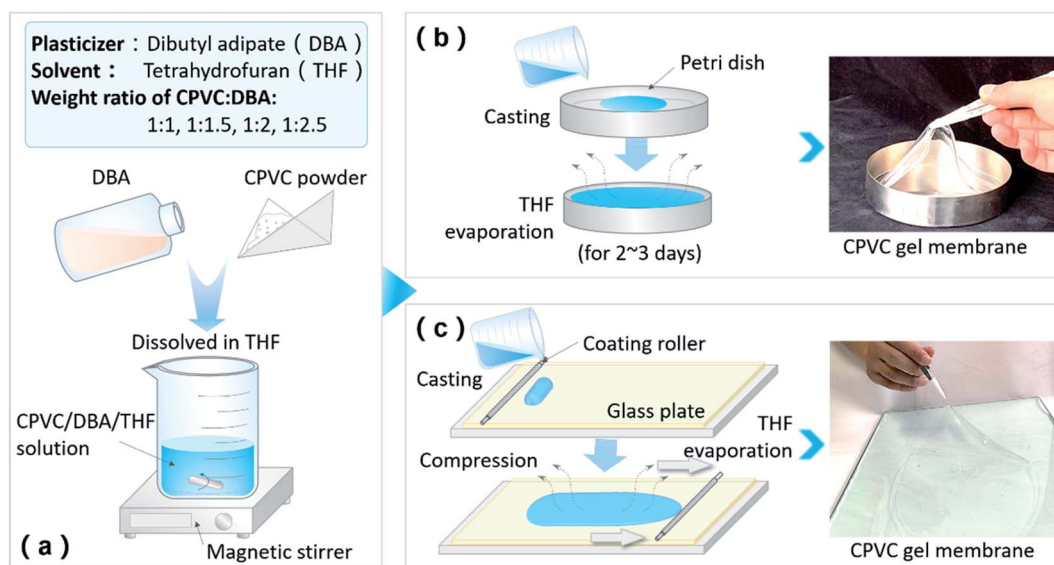 Plasticizer : Dibutyl adipate ( DBA )
Solvent : Tetrahydrofuran ( THF )
Weight ratio of CPVC:DBA:
1:1, 1:1.5, 1:2, 1:2.5
DBA
CPVC powder
Dissolved in THF
CPVC/DBA/THF
solution
Magnetic stirrer
( a )
( b )
Petri dish
Casting
THF
evaporation
(for 2~3 days)
CPVC gel membrane
( c )
Coating roller
Casting
Glass plate
THF
evaporation
Compression
CPVC gel membrane